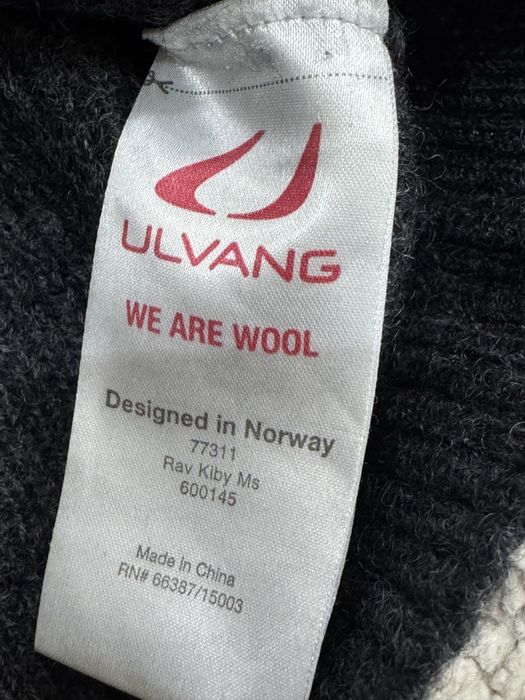 ULVANG
WE ARE WOOL
Designed in Norway
77311
Rav Kiby Ms
600145
Made in China
RN# 66387/15003